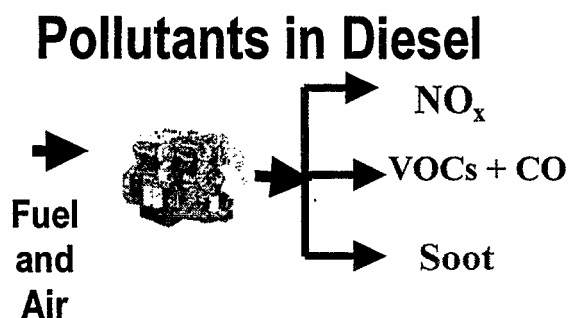 Pollutants in Diesel
NOₓ
VOCs + CO
Fuel
and
Air
Soot